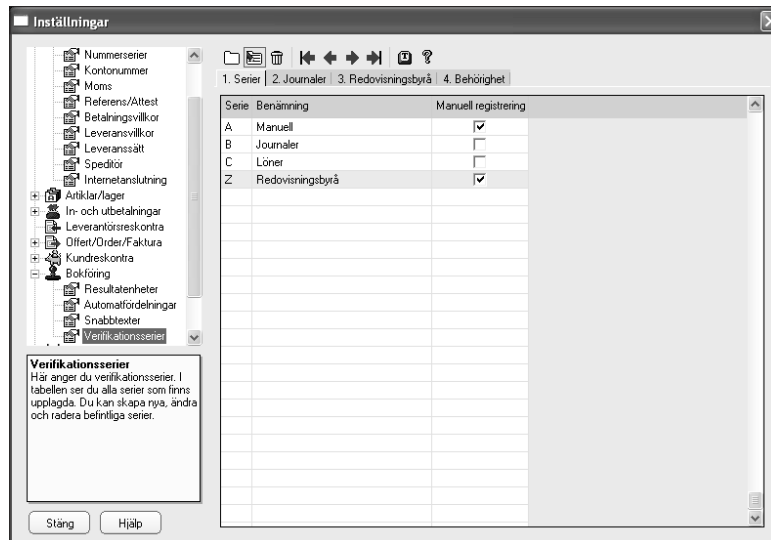 Inställningar
Nummerserier
Kontonummer
Moms
Referens/Attest
Betalningsvillkor
Leveransvillkor
Leveranssätt
Speditör
Internetanslutning
Artiklar/lager
In- och utbetalningar
Leverantörsreskontra
Offert/Order/Faktura
Kundreskontra
Bokföring
Resultatenheter
Automatfördelningar
Snabbtexter
Verifikationsserier
Verifikationsserier
Här anger du verifikationsserier. I
tabellen ser du alla serier som finns
upplagda. Du kan skapa nya, ändra
och radera befintliga serier.
Stäng Hjälp
1. Serier 2. Journaler 3. Redovisningsbyrå 4. Behörighet
Serie Benämning Manuell registrering
A Manuell
B Journaler
C Löner
Z Redovisningsbyrå